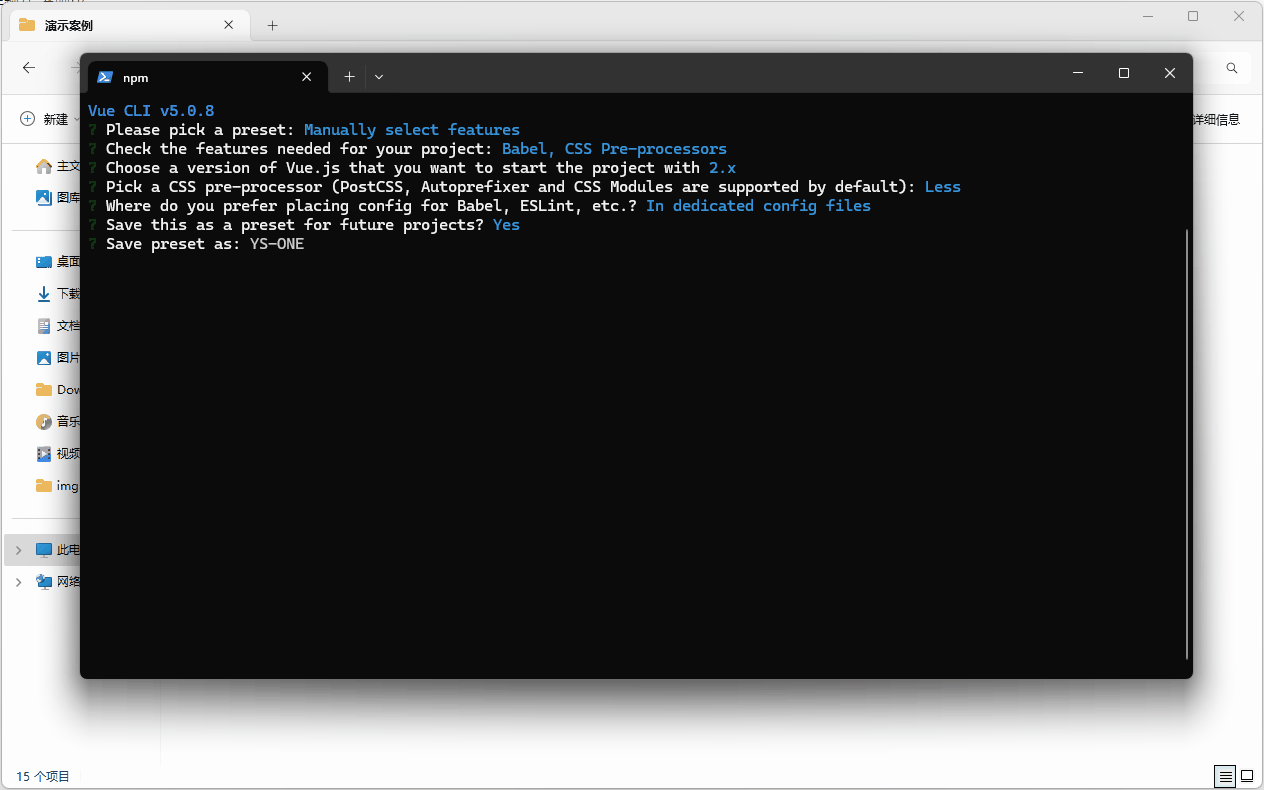 演示案例
npm
新建
详细信息
Vue CLI v5.0.8
? Please pick a preset: Manually select features
? Check the features needed for your project: Babel, CSS Pre-processors
? Choose a version of Vue.js that you want to start the project with 2.x
? Pick a CSS pre-processor (PostCSS, Autoprefixer and CSS Modules are supported by default): Less
? Where do you prefer placing config for Babel, ESLint, etc.? In dedicated config files
? Save this as a preset for future projects? Yes
? Save preset as: YS-ONE
主文
图库
桌面
下载
文档
图片
Dow
音乐
视频
img
此电
网络
15 个项目